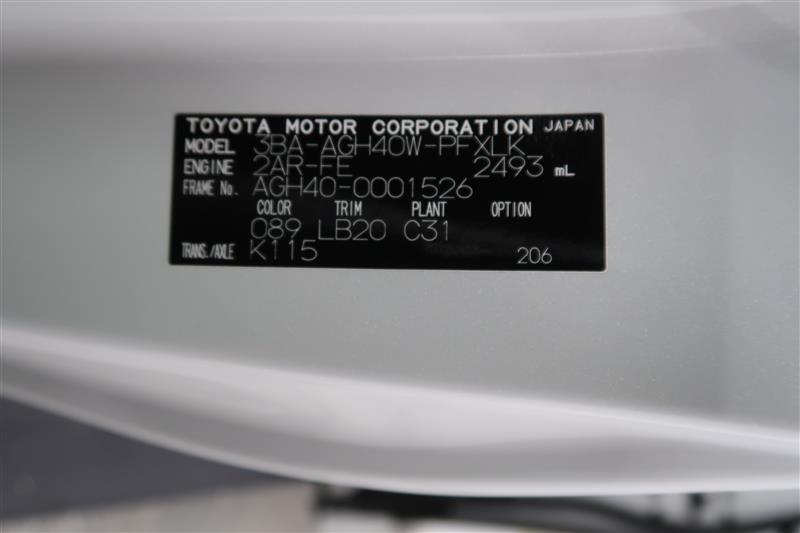 TOYOTA MOTOR CORPORATION JAPAN
MODEL 3BA-AGH40W-PFXLK
ENGINE 2AR-FE 2493 mL
FRAME No. AGH40-0001526
COLOR TRIM PLANT OPTION
089 LB20 C31
TRANS./AXLE K115 206